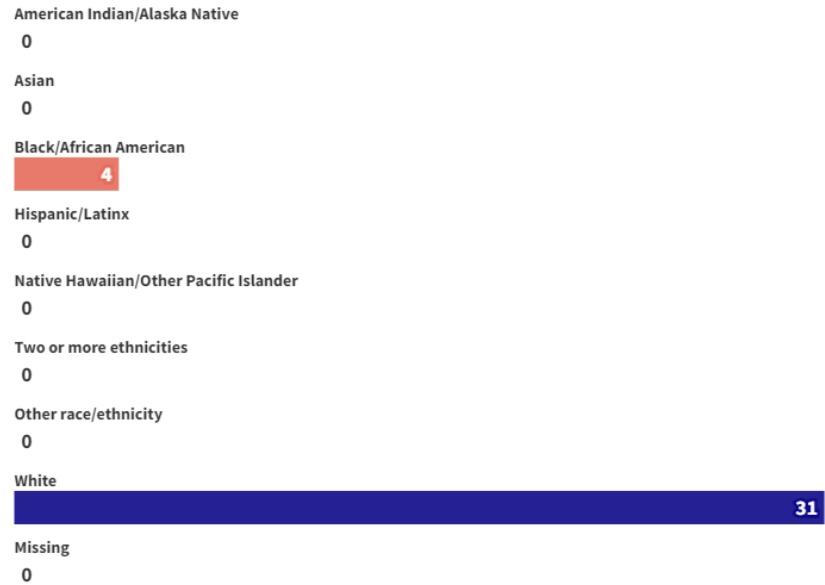 American Indian/Alaska Native
0
Asian
0
Black/African American
4
Hispanic/Latinx
0
Native Hawaiian/Other Pacific Islander
0
Two or more ethnicities
0
Other race/ethnicity
0
White
31
Missing
0